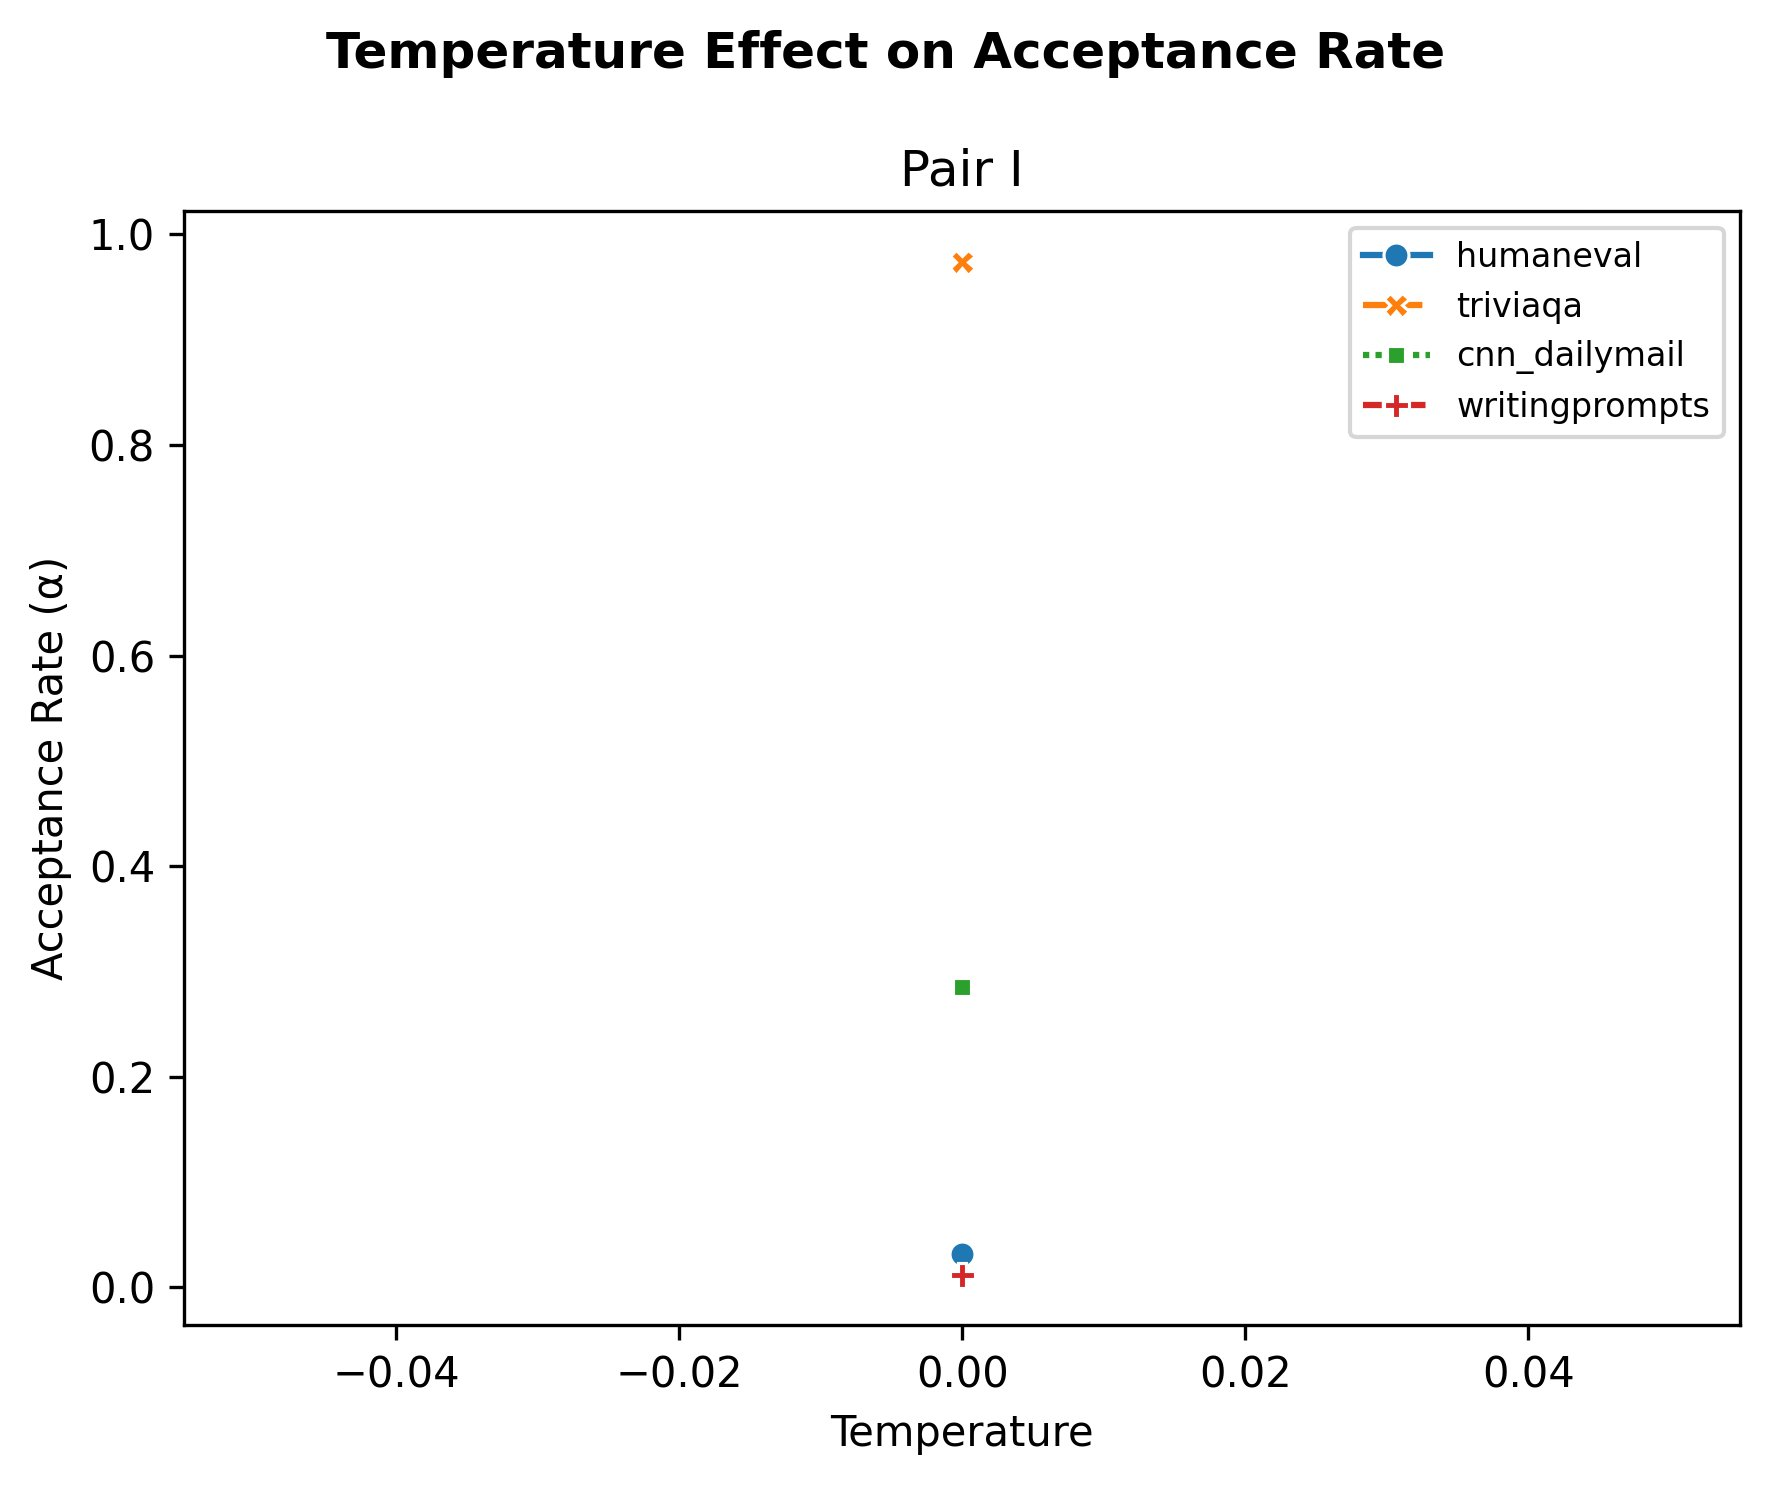 Temperature Effect on Acceptance Rate
Pair I
1.0
0.8
0.6
0.4
0.2
0.0
Acceptance Rate (α)
humaneval
triviaqa
cnn_dailymail
writingprompts
−0.04
−0.02
0.00
0.02
0.04
Temperature